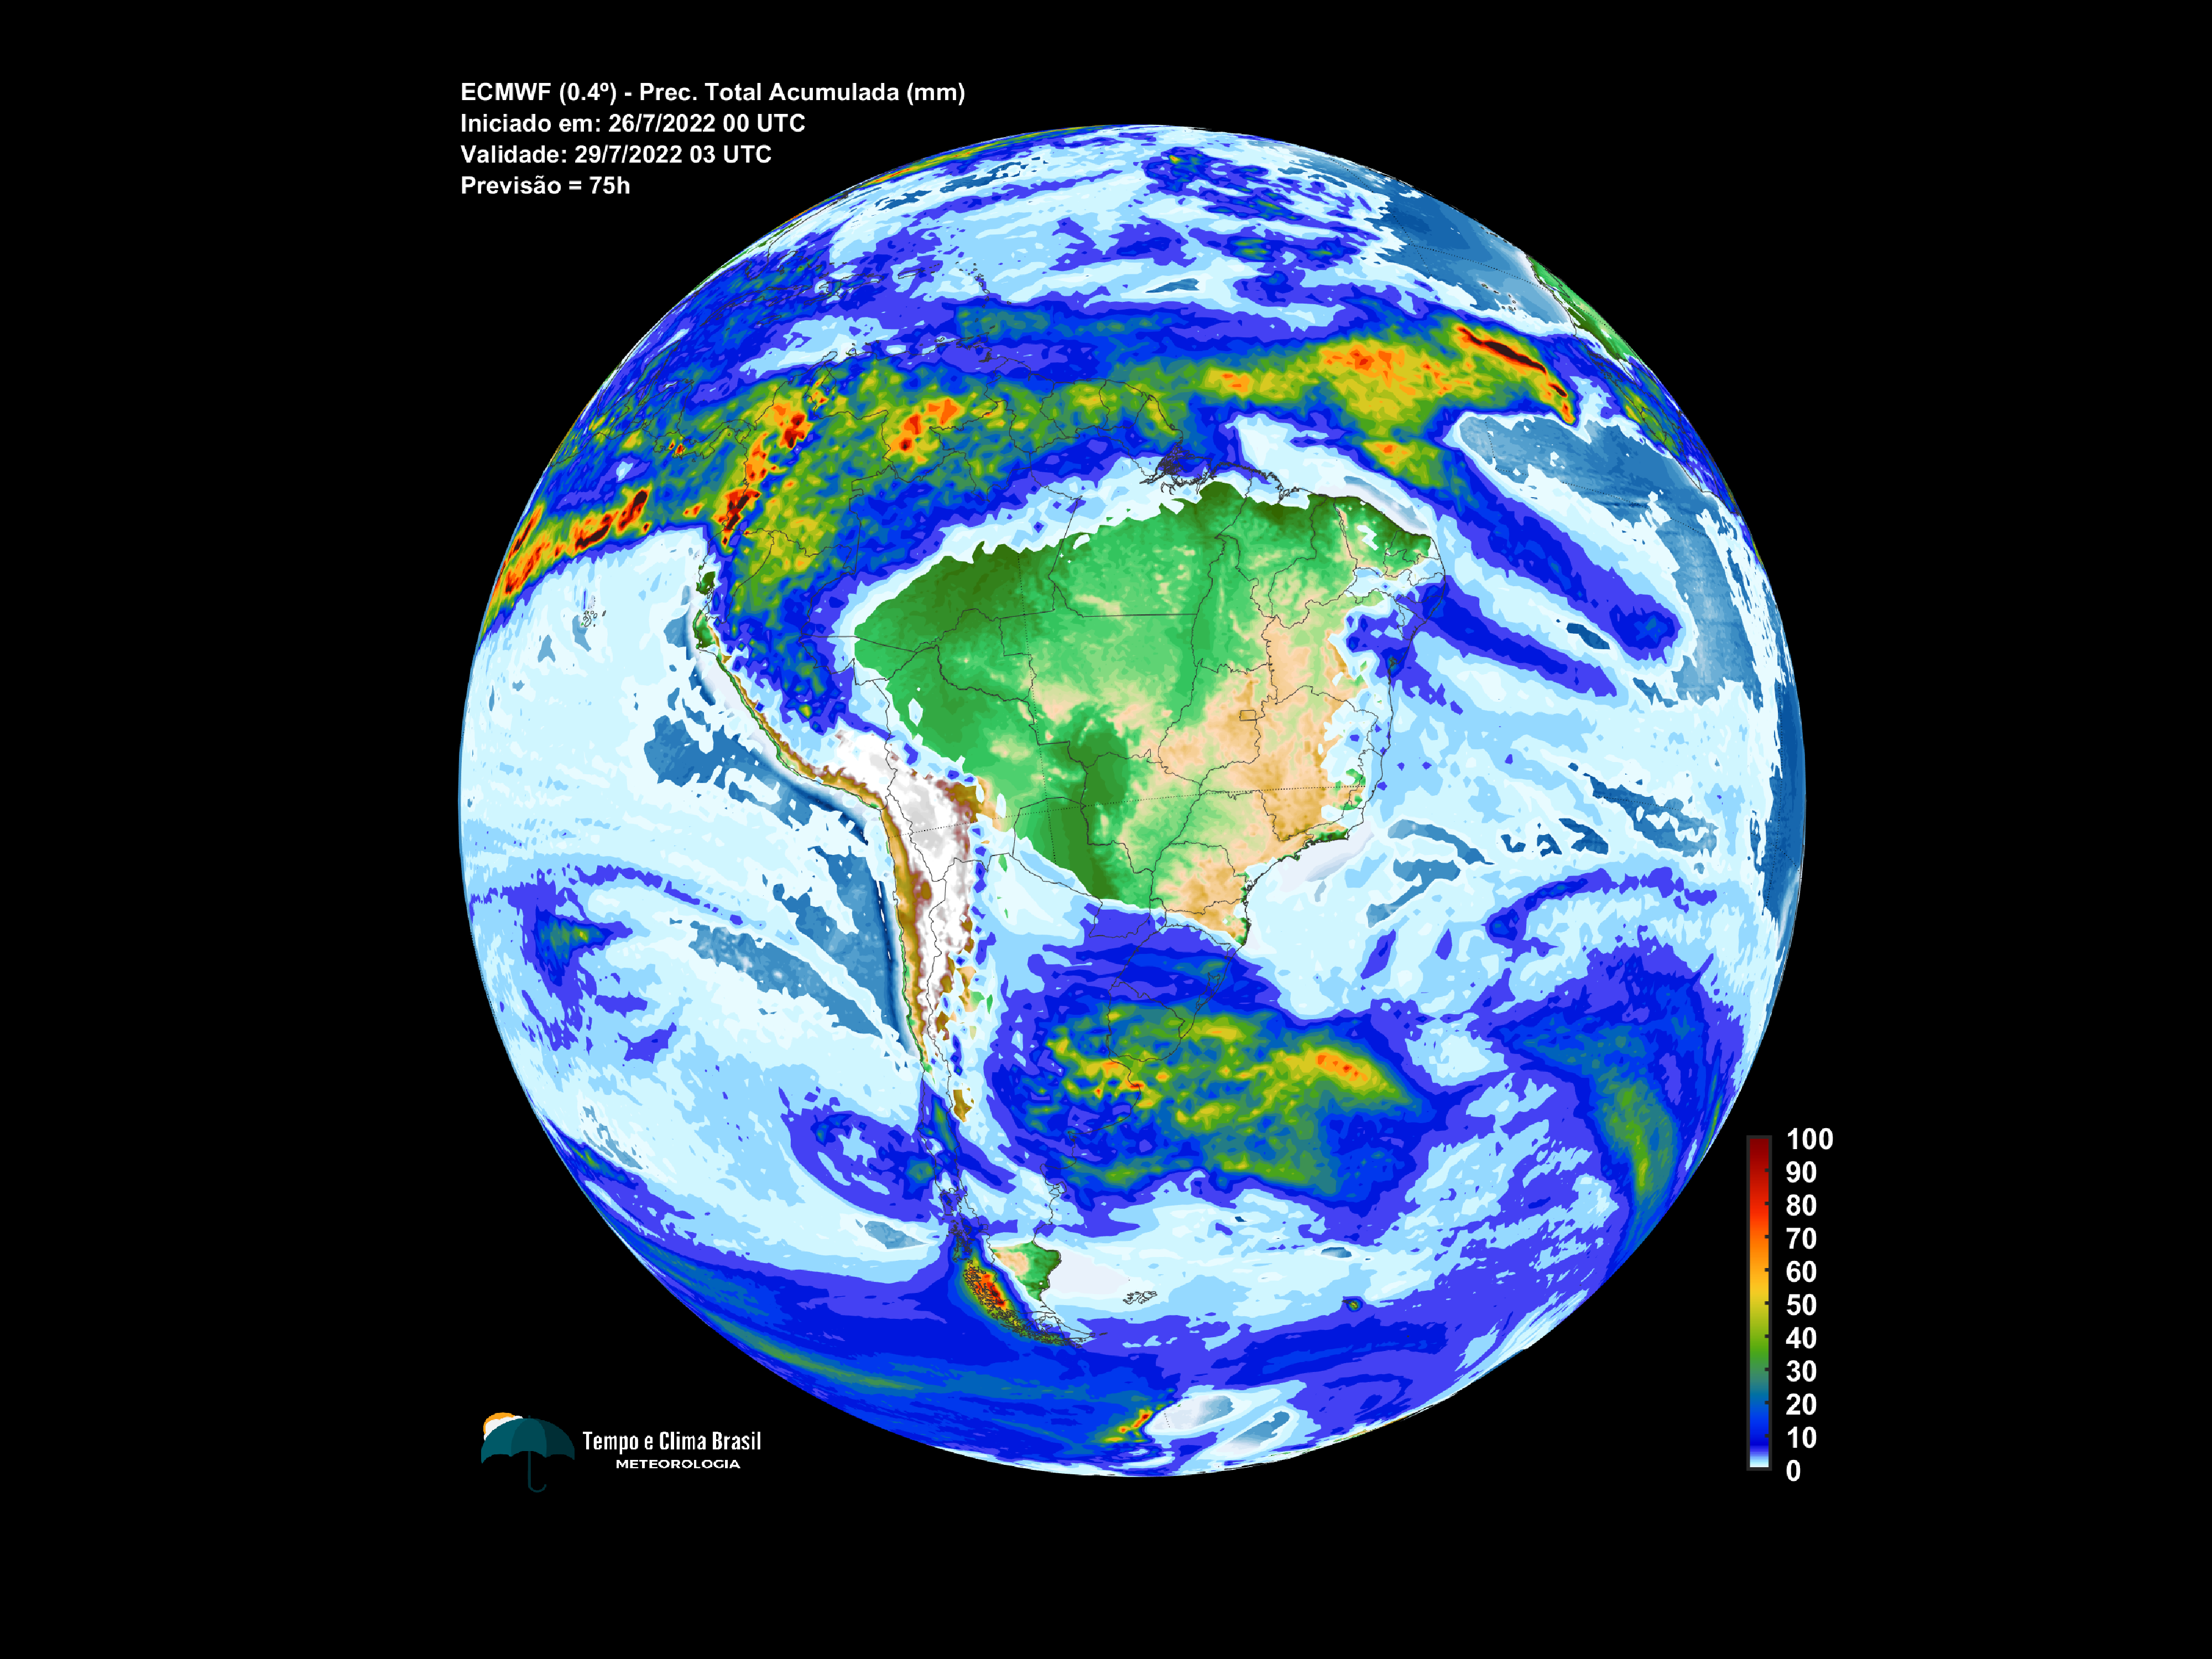 ECMWF (0.4º) - Prec. Total Acumulada (mm)
Iniciado em: 26/7/2022 00 UTC
Validade: 29/7/2022 03 UTC
Previsão = 75h
100
90
80
70
60
50
40
30
20
10
0
Tempo e Clima Brasil
METEOROLOGIA